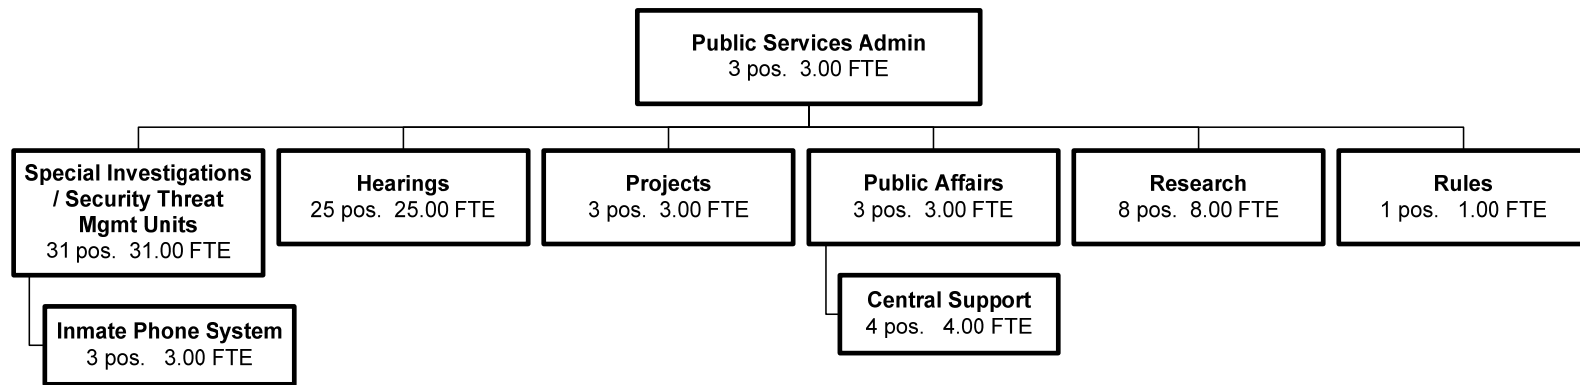 Public Services Admin
3 pos.  3.00 FTE
Special Investigations
/ Security Threat
Mgmt Units
31 pos.  31.00 FTE
Hearings
25 pos.  25.00 FTE
Projects
3 pos.  3.00 FTE
Public Affairs
3 pos.  3.00 FTE
Research
8 pos.  8.00 FTE
Rules
1 pos.   1.00 FTE
Inmate Phone System
3 pos.   3.00 FTE
Central Support
4 pos.   4.00 FTE